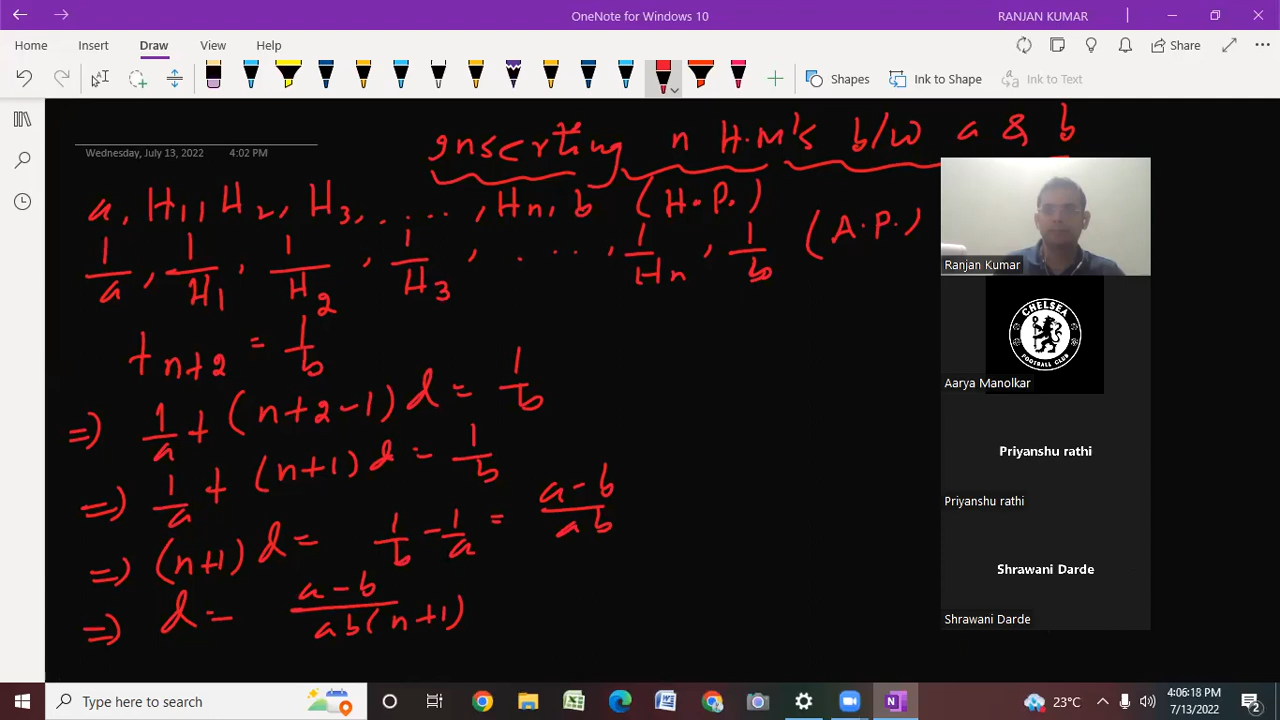 OneNote for Windows 10
RANJAN KUMAR
Home Insert Draw View Help
Share
Shapes
Ink to Shape
Ink to Text
Wednesday, July 13, 2022 4:02 PM
Inserting n H.M's b/w a & b
a, H1, H2, H3, ....., Hn, b (H.P.)
1/a, 1/H1, 1/H2, 1/H3, ...., 1/Hn, 1/b (A.P.)
tn+2 = 1/b
=) 1/a + (n+2-1)d = 1/b
=) 1/a + (n+1)d = 1/b
=) (n+1)d = 1/b - 1/a = a-b/ab
=) d = a-b/ab(n+1)
Ranjan Kumar
CHELSEA
FOOTBALL CLUB
Aarya Manolkar
Priyanshu rathi
Priyanshu rathi
Shrawani Darde
Shrawani Darde
Type here to search
23°C
4:06:18 PM
7/13/2022
2